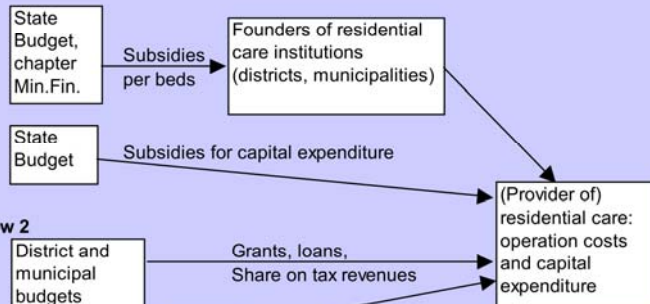 State
Budget,
chapter
Min.Fin.
Subsidies
per beds
Founders of residential
care institutions
(districts, municipalities)
State
Budget
Subsidies for capital expenditure
(Provider of)
residential care:
operation costs
and capital
expenditure
w 2
District and
municipal
budgets
Grants, loans,
Share on tax revenues